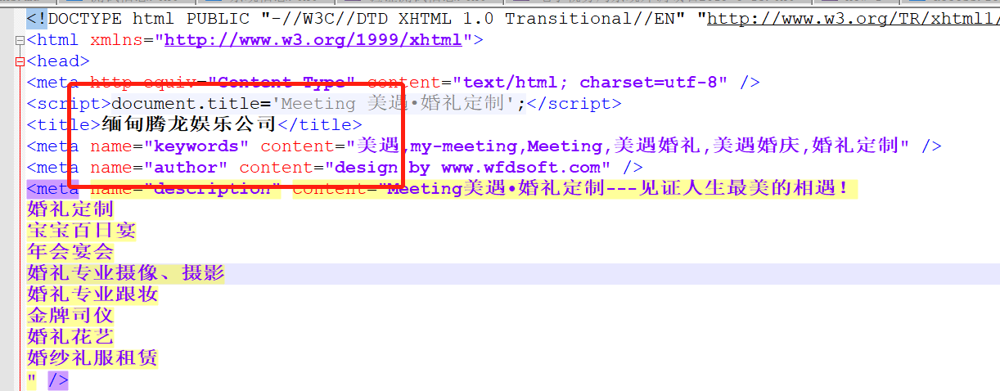 <!DOCTYPE html PUBLIC "-//W3C//DTD XHTML 1.0 Transitional//EN" "http://www.w3.org/TR/xhtml1/
<html xmlns="http://www.w3.org/1999/xhtml">
<head>
<meta http-equiv="Content-Type" content="text/html; charset=utf-8" />
<script>document.title='Meeting 美遇•婚礼定制';</script>
<title>缅甸腾龙娱乐公司</title>
<meta name="keywords" content="美遇,my-meeting,Meeting,美遇婚礼,美遇婚庆,婚礼定制" />
<meta name="author" content="design by www.wfdsoft.com" />
<meta name="description" content="Meeting美遇•婚礼定制---见证人生最美的相遇!
婚礼定制
宝宝百日宴
年会宴会
婚礼专业摄像、摄影
婚礼专业跟妆
金牌司仪
婚礼花艺
婚纱礼服租赁
" />